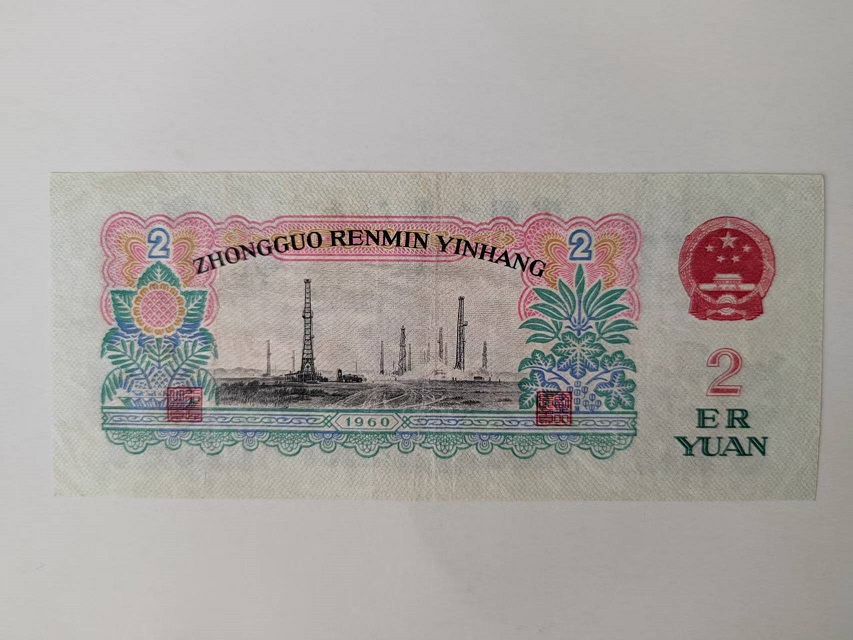 2 2
ZHONGGUO RENMIN YINHANG
1960
2
ER
YUAN